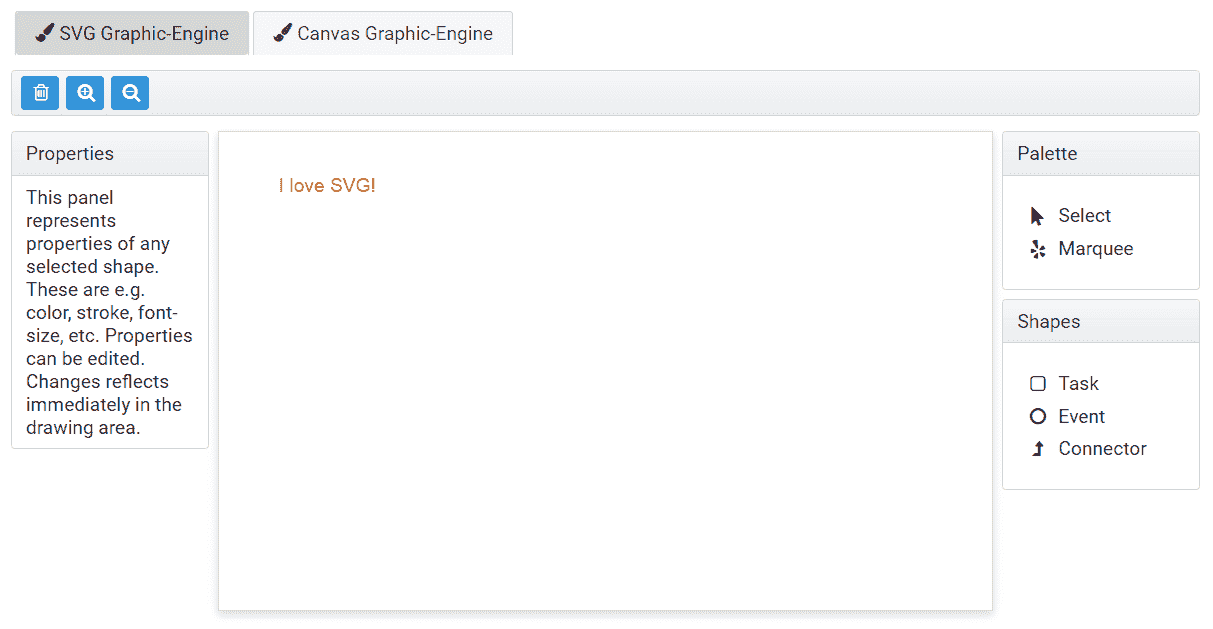 SVG Graphic-Engine
Canvas Graphic-Engine
Properties
This panel
represents
properties of any
selected shape.
These are e.g.
color, stroke, font-
size, etc. Properties
can be edited.
Changes reflects
immediately in the
drawing area.
I love SVG!
Palette
Select
Marquee
Shapes
Task
Event
Connector